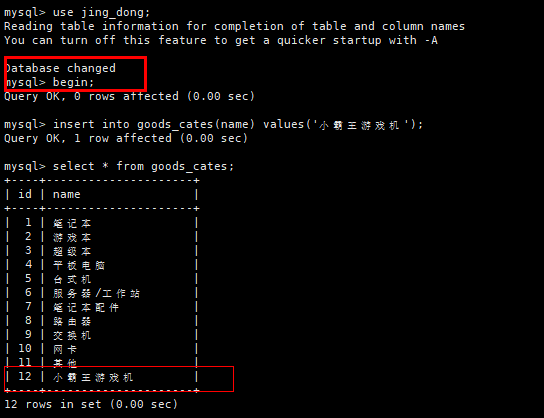 mysql> use jing_dong;
Reading table information for completion of table and column names
You can turn off this feature to get a quicker startup with -A
Database changed
mysql> begin;
Query OK, 0 rows affected (0.00 sec)
mysql> insert into goods_cates(name) values('小霸王游戏机');
Query OK, 1 row affected (0.00 sec)
mysql> select * from goods_cates;
+----+---------------------+
| id | name                |
+----+---------------------+
|  1 | 笔记本              |
|  2 | 游戏本              |
|  3 | 超级本              |
|  4 | 平板电脑            |
|  5 | 台式机              |
|  6 | 服务器/工作站       |
|  7 | 笔记本配件          |
|  8 | 路由器              |
|  9 | 交换机              |
| 10 | 网卡                |
| 11 | 其他                |
| 12 | 小霸王游戏机        |
+----+---------------------+
12 rows in set (0.00 sec)